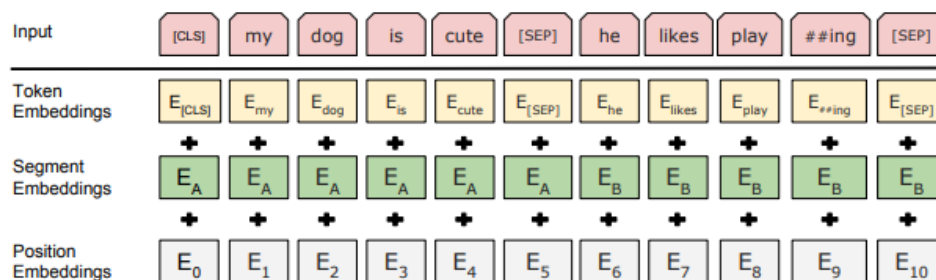 Input [CLS] my dog is cute [SEP] he likes play ##ing [SEP]
Token
Embeddings E[CLS] Emy Edog Eis Ecute E[SEP] Ehe Elikes Eplay E##ing E[SEP]
+ + + + + + + + + + +
Segment
Embeddings EA EA EA EA EA EA EB EB EB EB EB
+ + + + + + + + + + +
Position
Embeddings E0 E1 E2 E3 E4 E5 E6 E7 E8 E9 E10